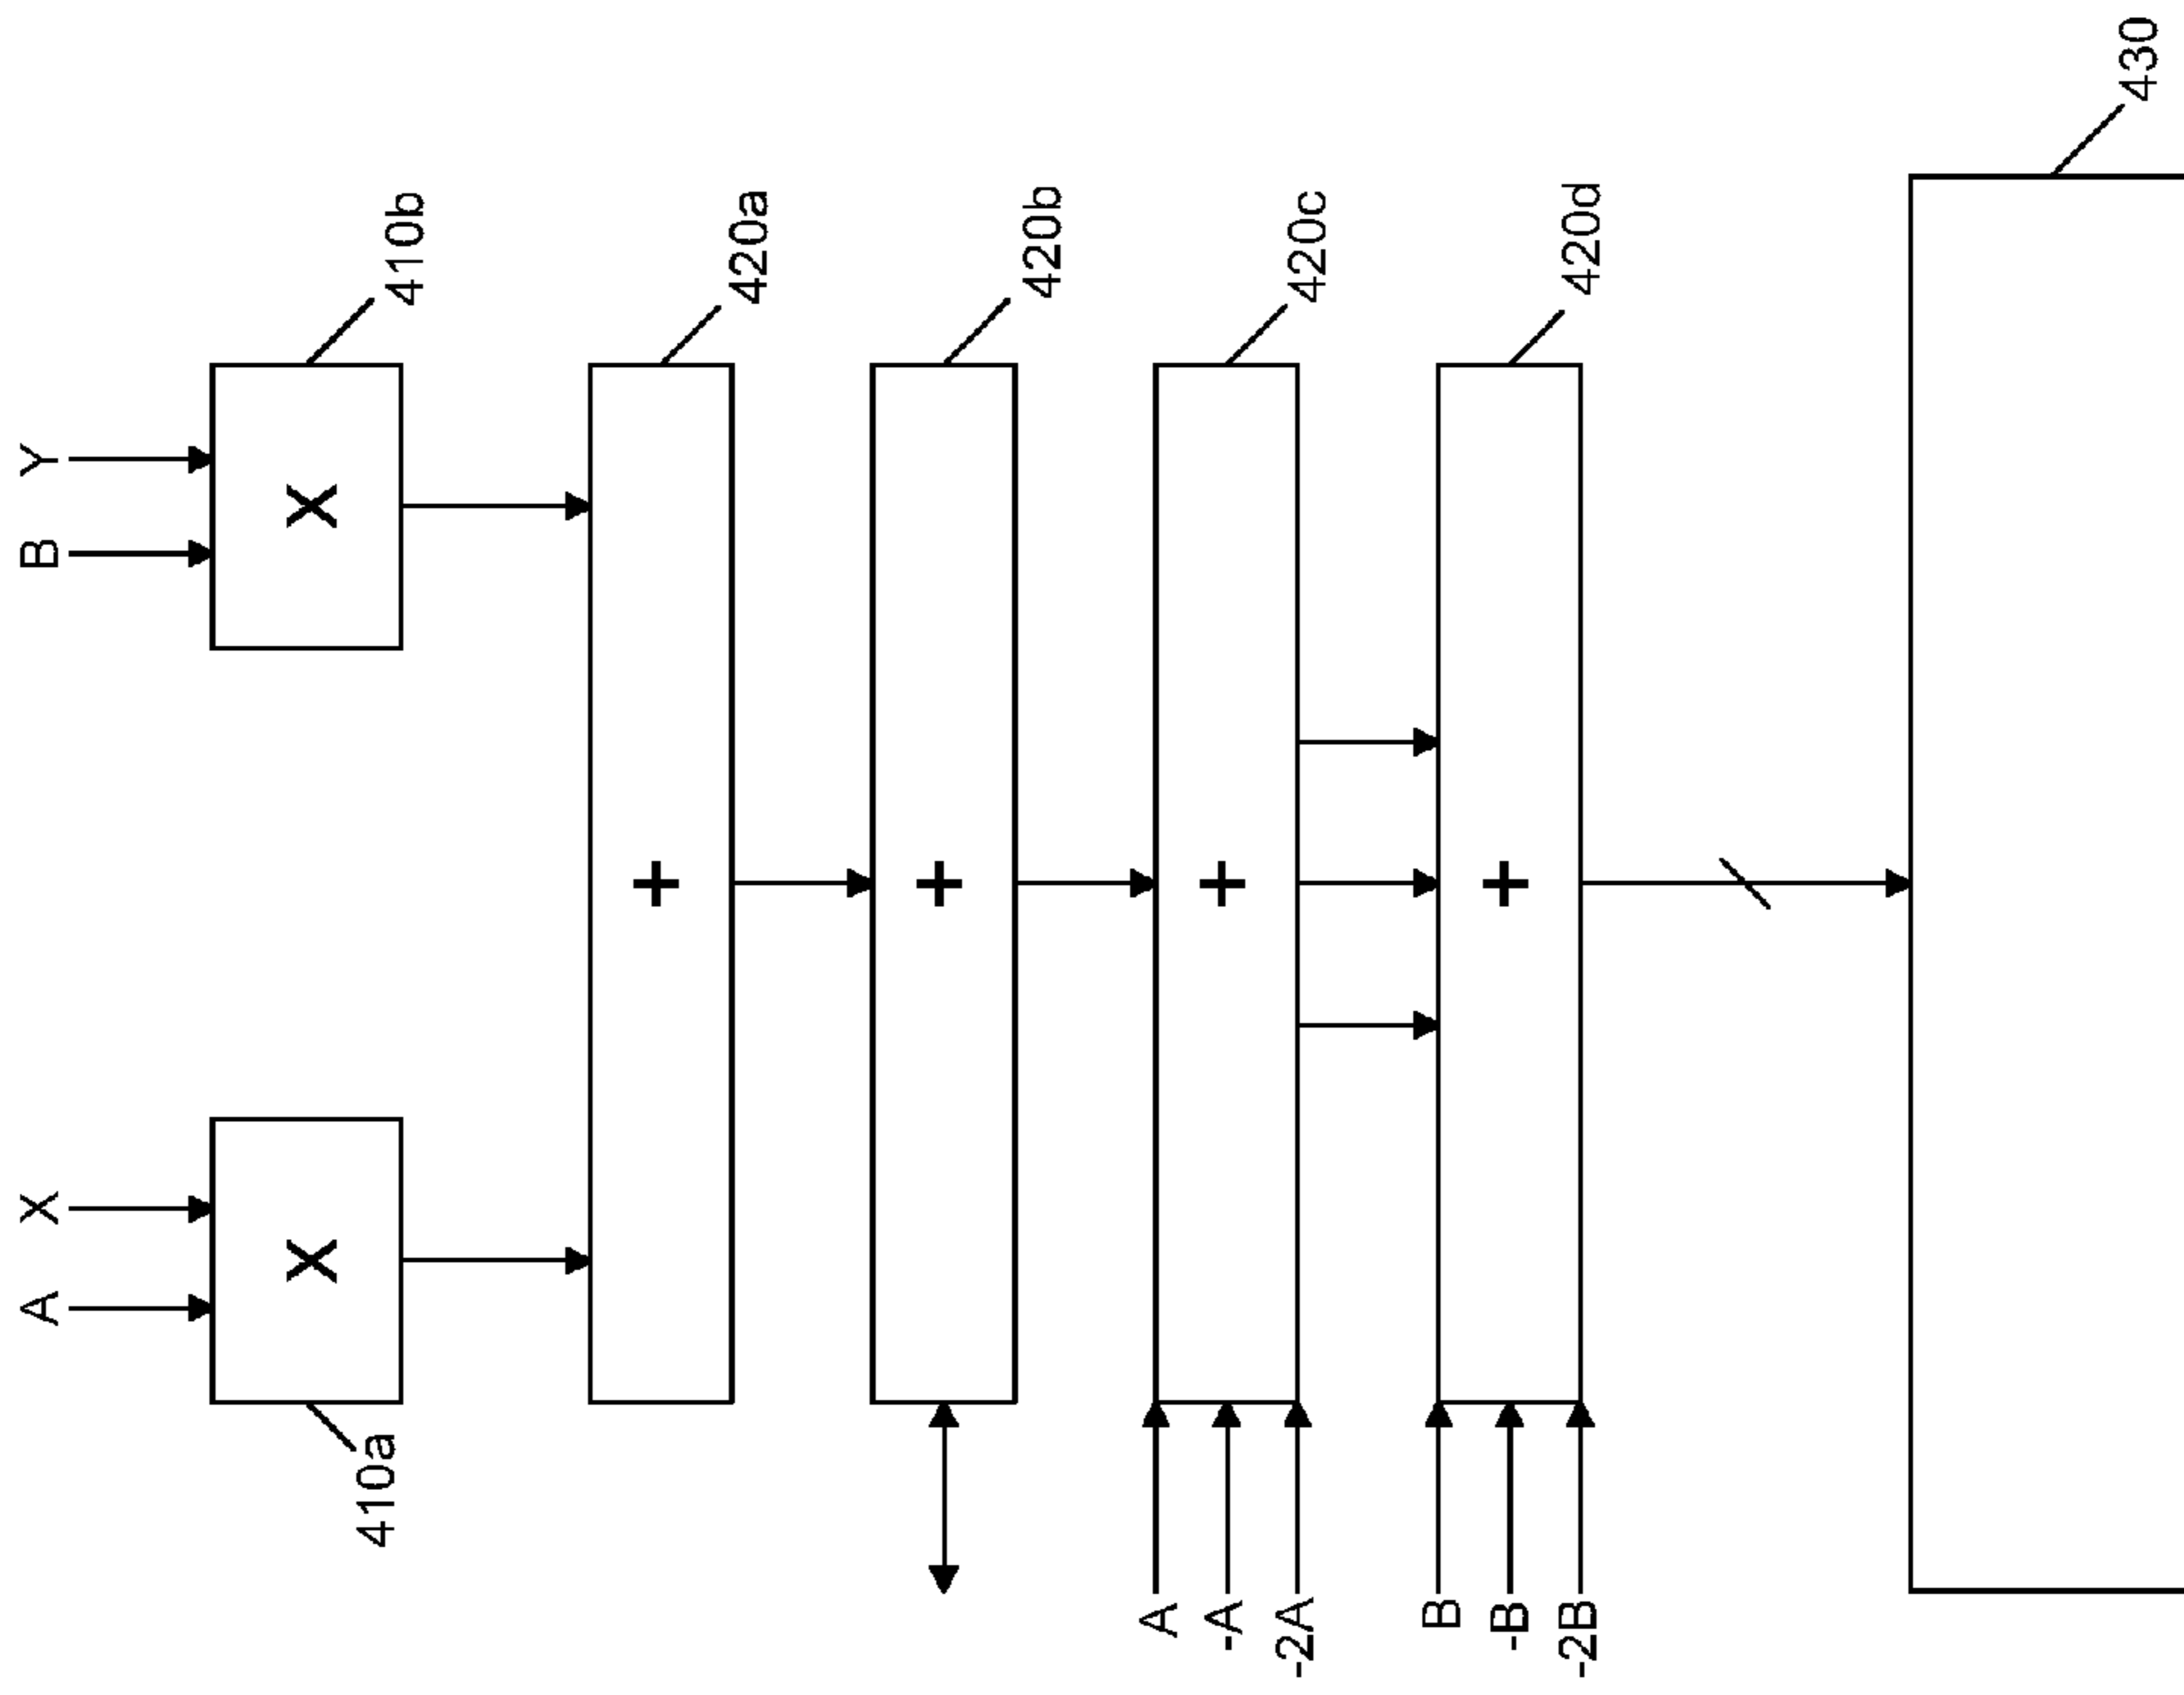 A X B Y
X X
410a 410b
+
420a
+
420b
A
-A +
-2A 420c
B
-B +
-2B 420d
430